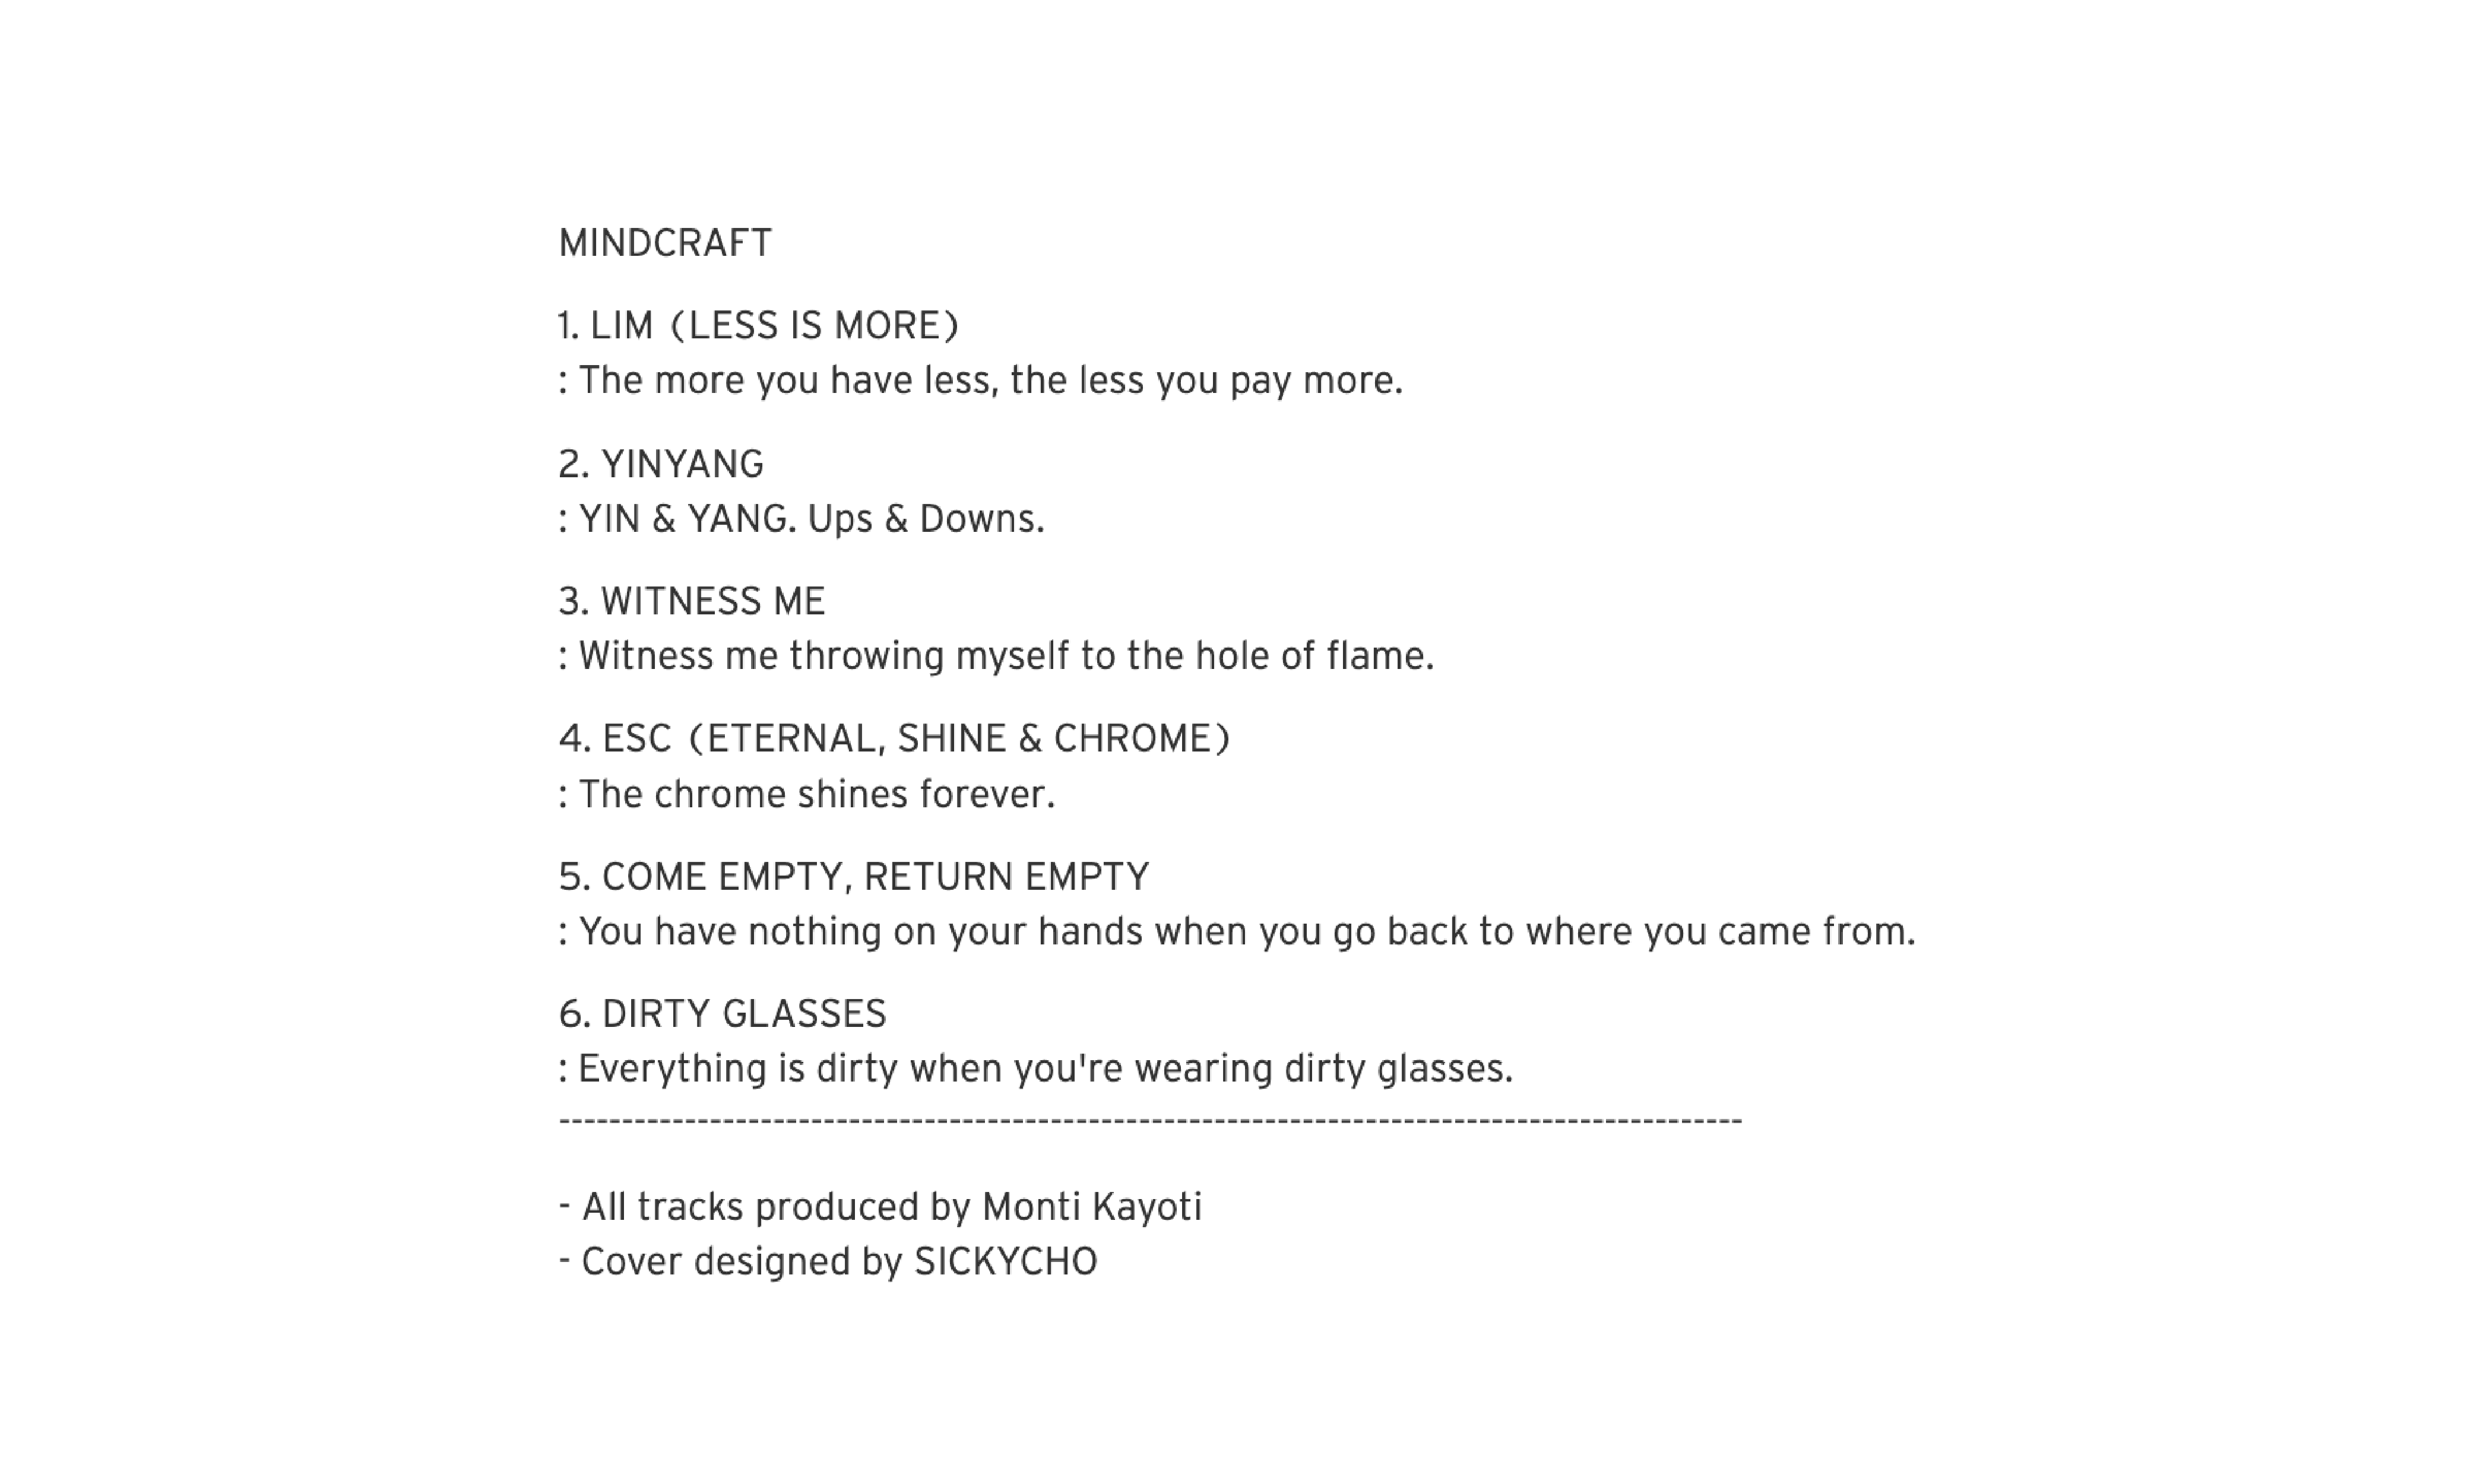 MINDCRAFT
1. LIM (LESS IS MORE)
: The more you have less, the less you pay more.
2. YINYANG
: YIN & YANG. Ups & Downs.
3. WITNESS ME
: Witness me throwing myself to the hole of flame.
4. ESC (ETERNAL, SHINE & CHROME)
: The chrome shines forever.
5. COME EMPTY, RETURN EMPTY
: You have nothing on your hands when you go back to where you came from.
6. DIRTY GLASSES
: Everything is dirty when you're wearing dirty glasses.
----------------------------------------------------------------------------------------------
- All tracks produced by Monti Kayoti
- Cover designed by SICKYCHO